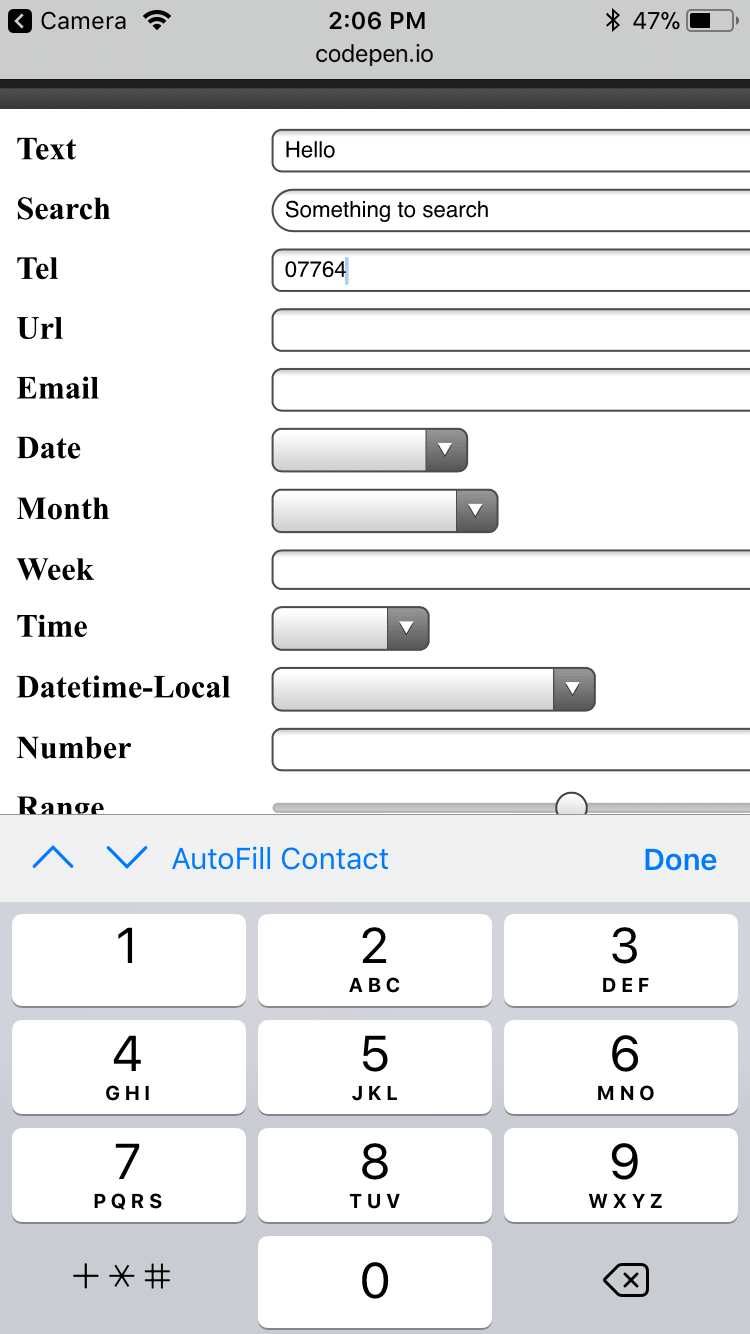 Camera 2:06 PM 47%
codepen.io
Text Hello
Search Something to search
Tel 07764
Url
Email
Date
Month
Week
Time
Datetime-Local
Number
Range
AutoFill Contact Done
1 2 3
ABC DEF
4 5 6
GHI JKL MNO
7 8 9
PQRS TUV WXYZ
+*# 0